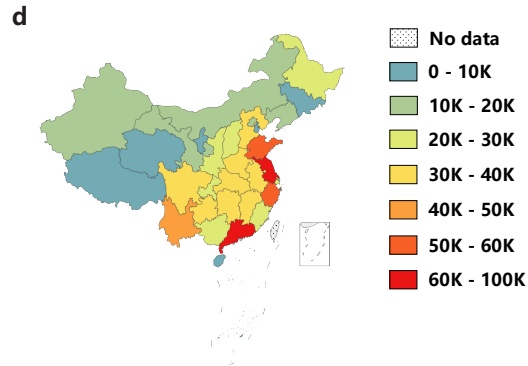 d
No data
0 - 10K
10K - 20K
20K - 30K
30K - 40K
40K - 50K
50K - 60K
60K - 100K